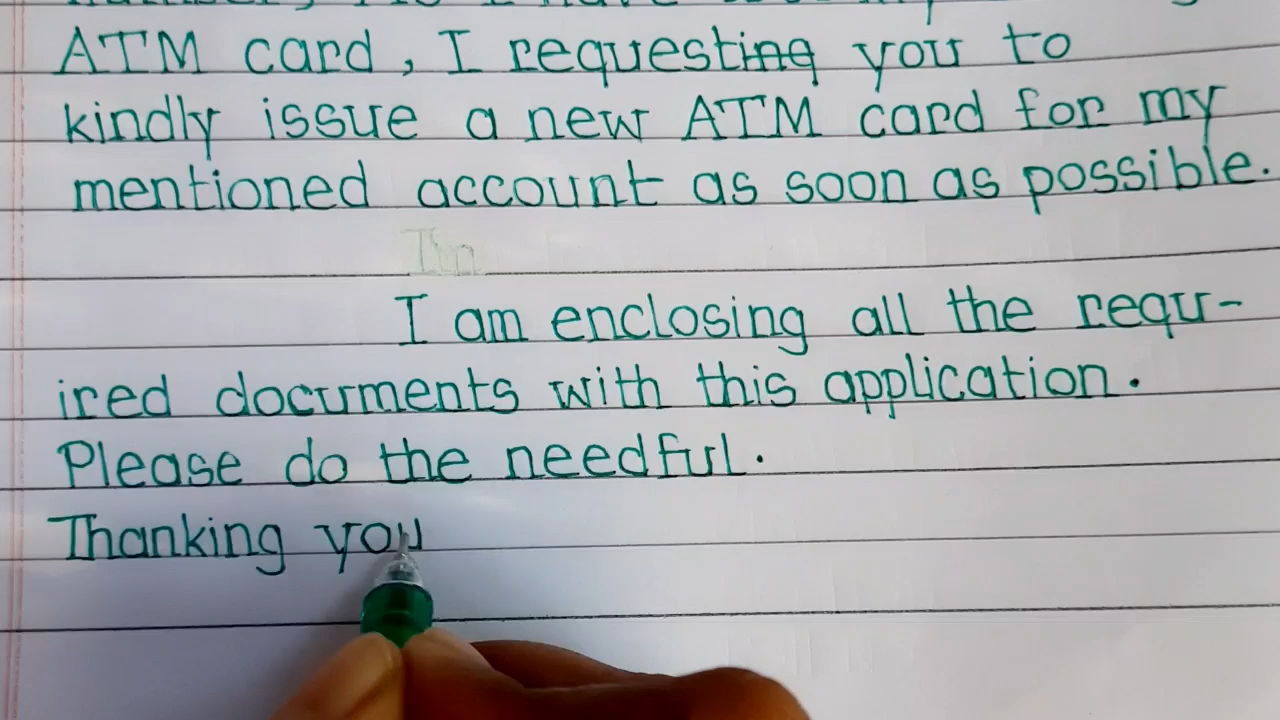 ATM card, I requesting you to
kindly issue a new ATM card for my
mentioned account as soon as possible.
I am enclosing all the requ-
ired documents with this application.
Please do the needful.
Thanking you